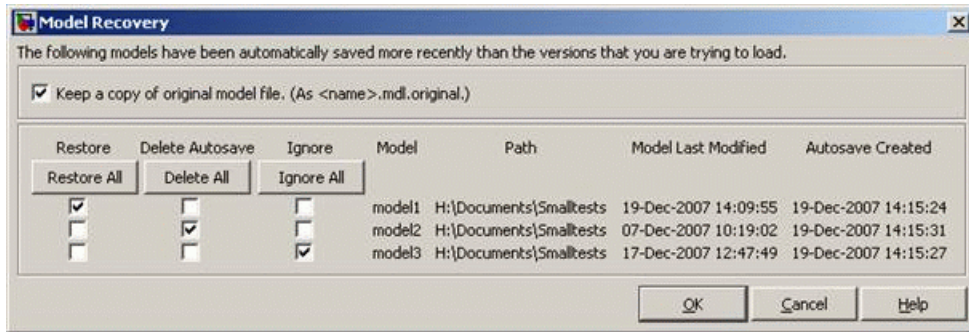 Model Recovery
The following models have been automatically saved more recently than the versions that you are trying to load.
Keep a copy of original model file. (As <name>.mdl.original.)
Restore Delete Autosave Ignore Model Path Model Last Modified Autosave Created
Restore All Delete All Ignore All
model1 H:\Documents\Smalltests 19-Dec-2007 14:09:55 19-Dec-2007 14:15:24
model2 H:\Documents\Smalltests 07-Dec-2007 10:19:02 19-Dec-2007 14:15:31
model3 H:\Documents\Smalltests 17-Dec-2007 12:47:49 19-Dec-2007 14:15:27
OK Cancel Help